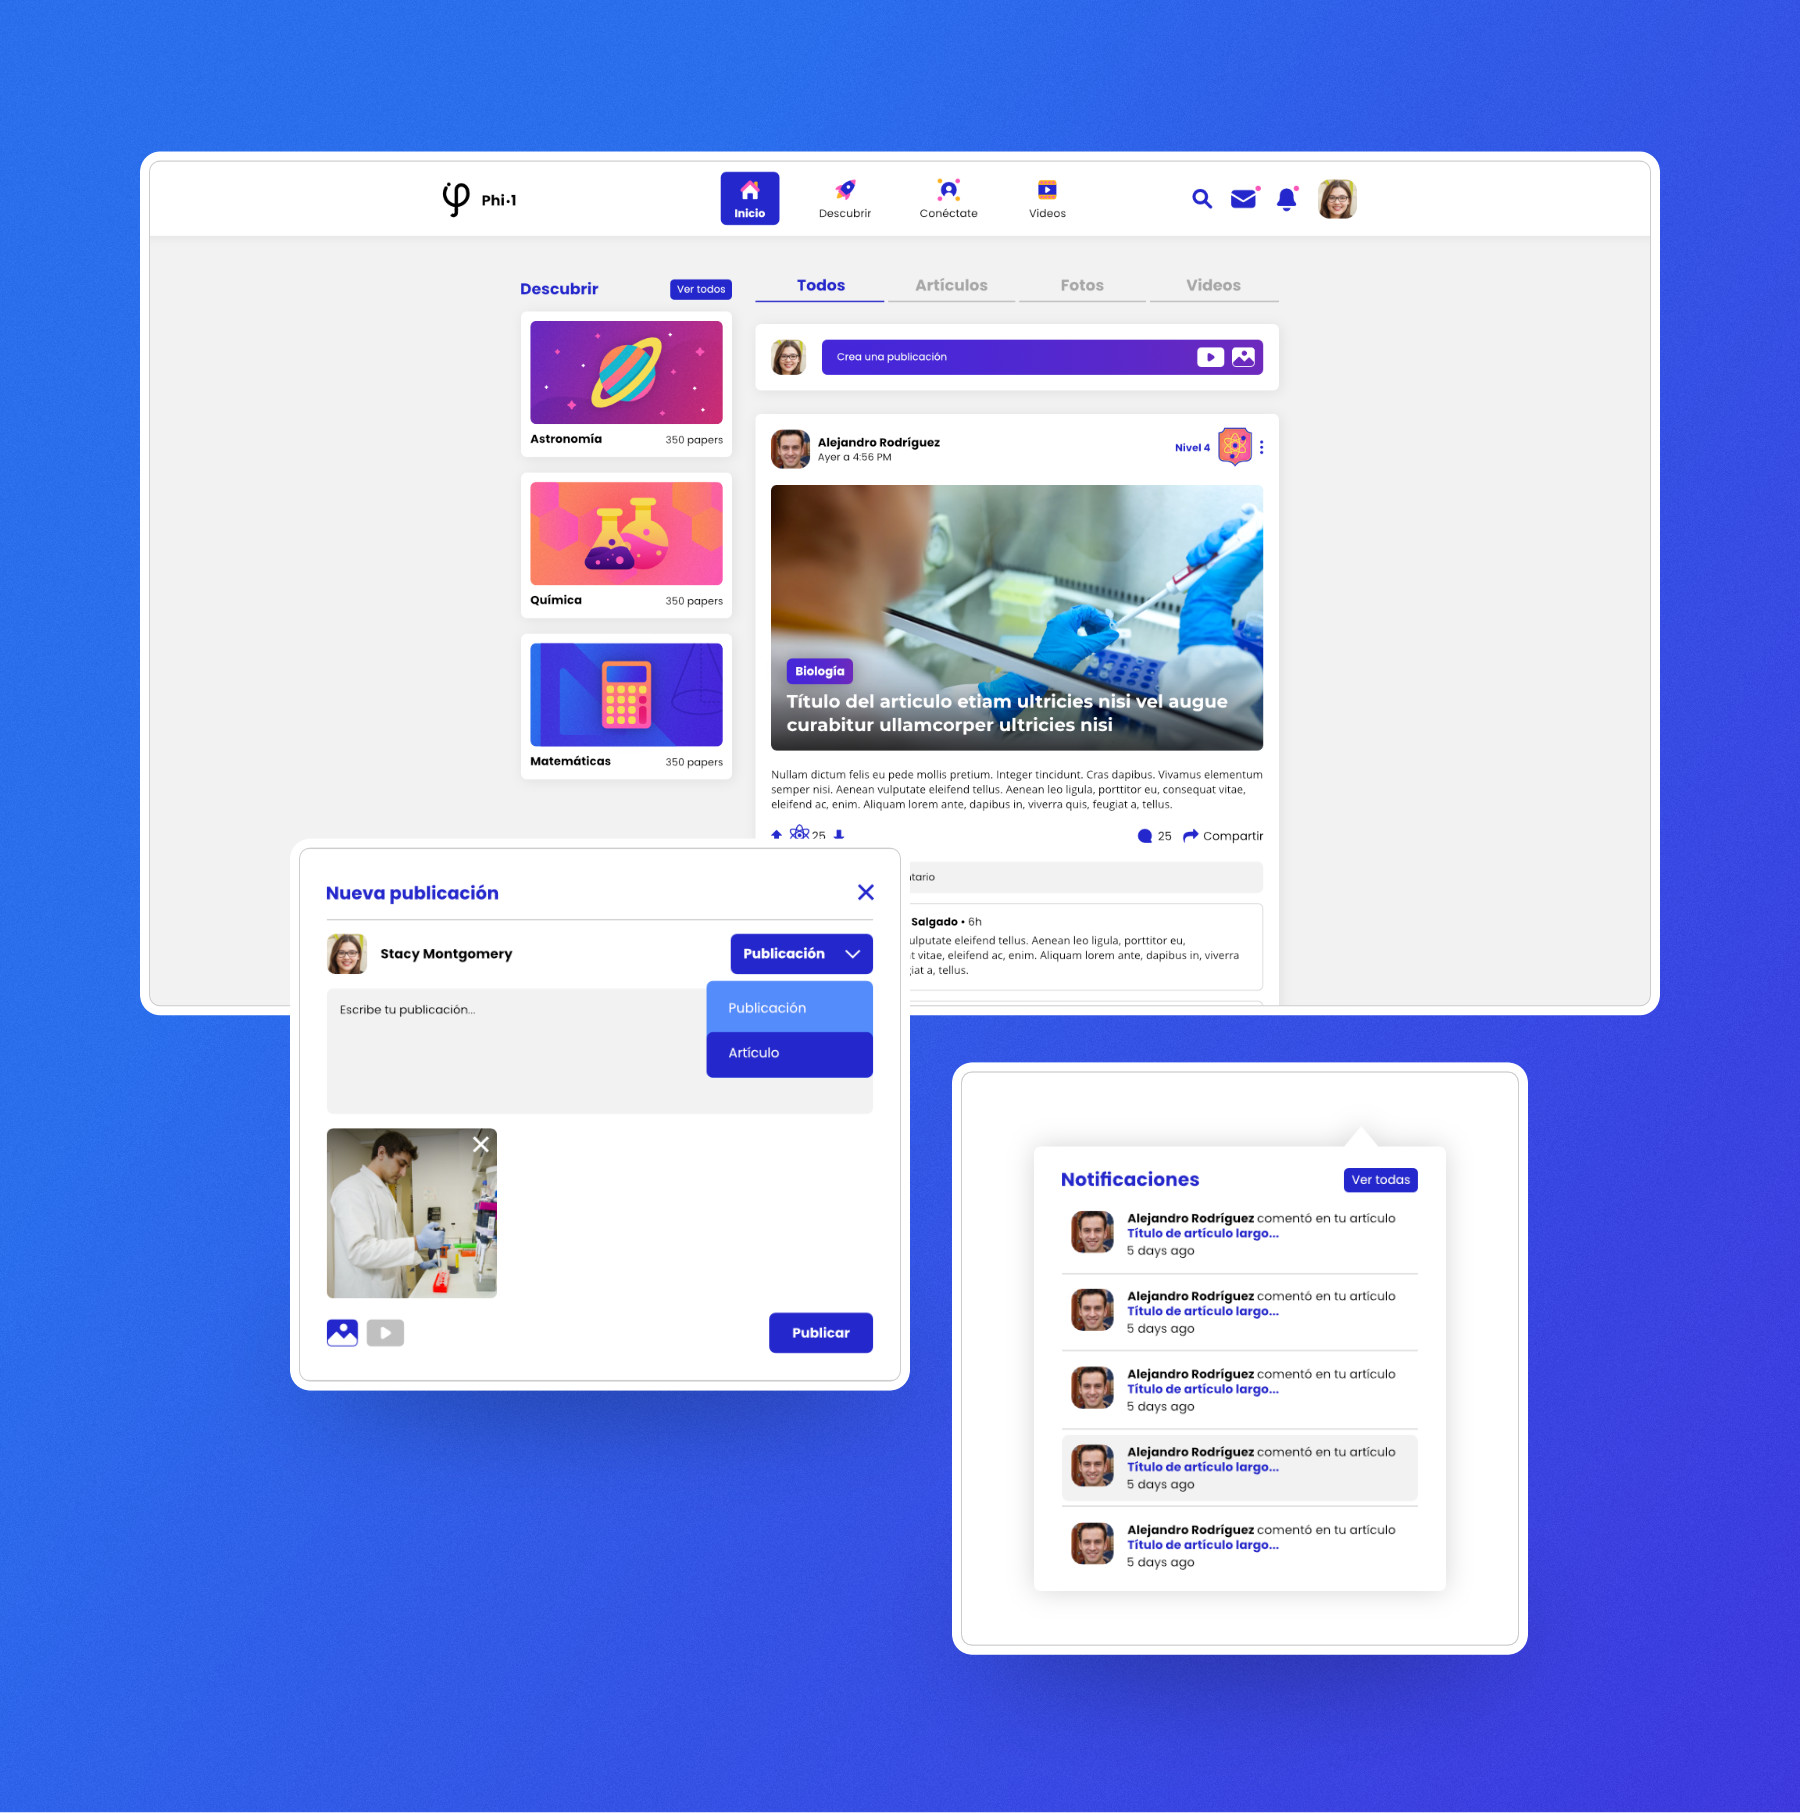 Phi·1
Inicio
Descubrir
Conéctate
Videos
Descubrir
Ver todos
Astronomía
350 papers
Química
350 papers
Matemáticas
350 papers
Todos
Artículos
Fotos
Videos
Crea una publicación
Alejandro Rodríguez
Ayer a 4:56 PM
Nivel 4
Biología
Título del articulo etiam ultricies nisi vel augue
curabitur ullamcorper ultricies nisi
Nullam dictum felis eu pede mollis pretium. Integer tincidunt. Cras dapibus. Vivamus elementum
semper nisi. Aenean vulputate eleifend tellus. Aenean leo ligula, porttitor eu, consequat vitae,
eleifend ac, enim. Aliquam lorem ante, dapibus in, viverra quis, feugiat a, tellus.
25
25
Compartir
tario
Salgado • 6h
ulputate eleifend tellus. Aenean leo ligula, porttitor eu,
t vitae, eleifend ac, enim. Aliquam lorem ante, dapibus in, viverra
giat a, tellus.
Nueva publicación
Stacy Montgomery
Publicación
Escribe tu publicación...
Publicación
Artículo
Publicar
Notificaciones
Ver todas
Alejandro Rodríguez comentó en tu artículo
Título de artículo largo...
5 days ago
Alejandro Rodríguez comentó en tu artículo
Título de artículo largo...
5 days ago
Alejandro Rodríguez comentó en tu artículo
Título de artículo largo...
5 days ago
Alejandro Rodríguez comentó en tu artículo
Título de artículo largo...
5 days ago
Alejandro Rodríguez comentó en tu artículo
Título de artículo largo...
5 days ago